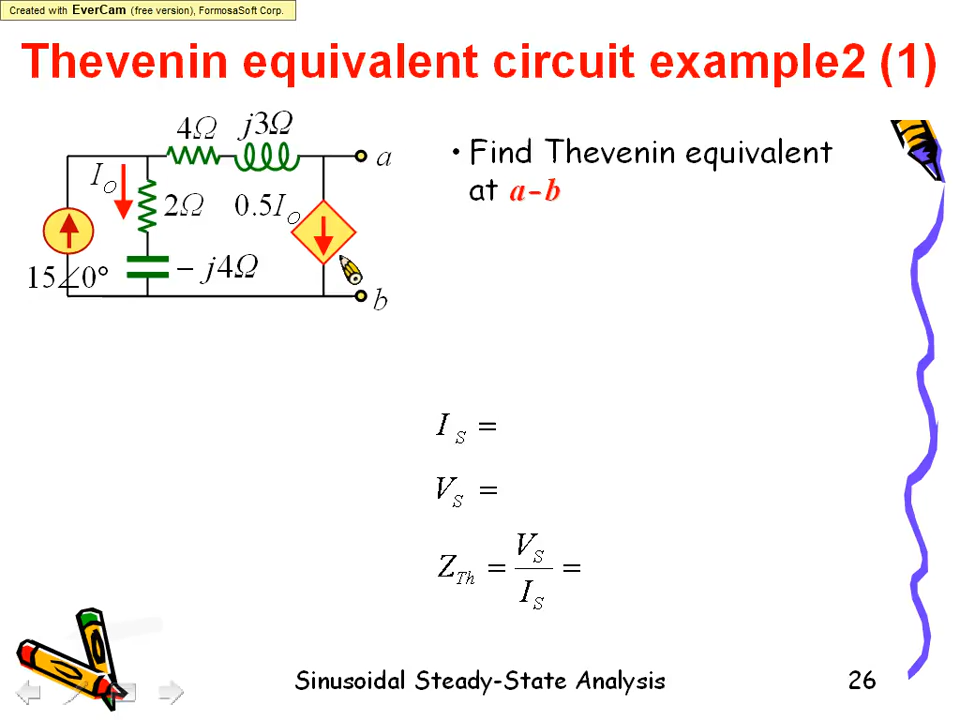 Created with EverCam (free version), FormosaSoft Corp.
Thevenin equivalent circuit example2 (1)
4Ω
j3Ω
a
I_O
2Ω
0.5I_O
15∠0°
− j4Ω
b
• Find Thevenin equivalent
at a-b
I_S =
V_S =
Z_Th = V_S / I_S =
Sinusoidal Steady-State Analysis
26